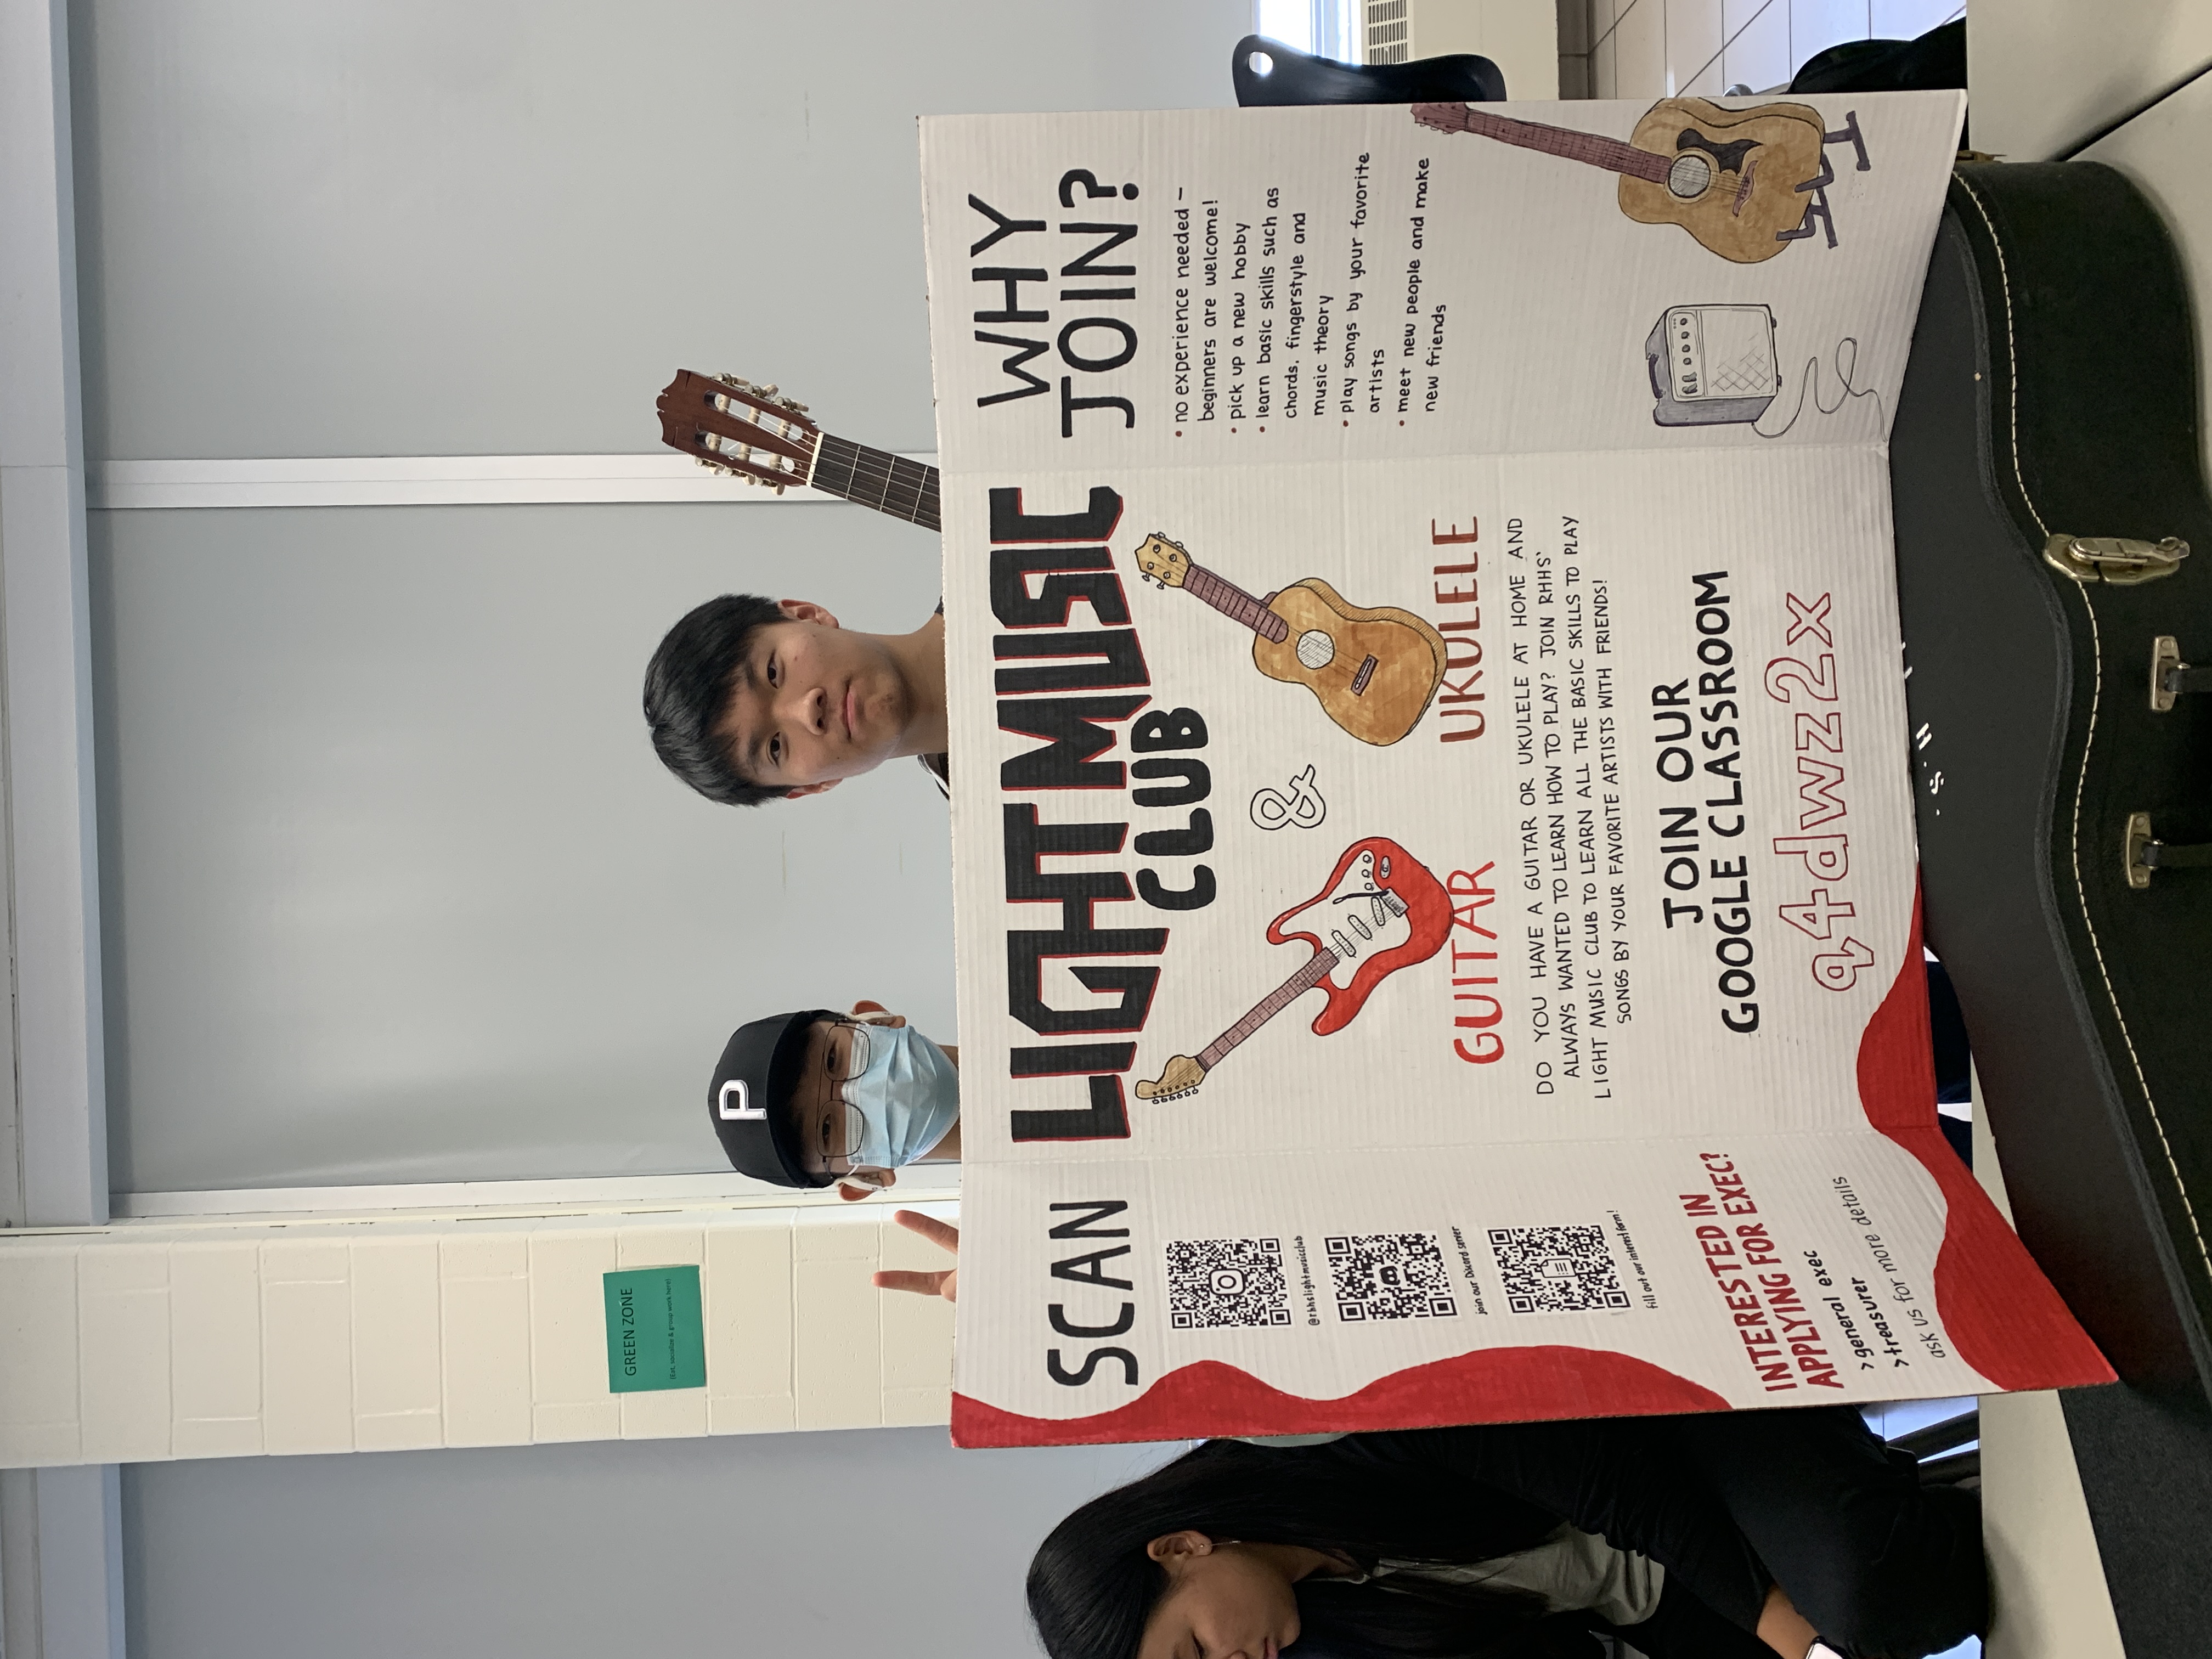 GREEN ZONE
(Eat, socialize & group work here)
P
SCAN
@rhhslightmusicclub
join our Discord server
fill out our interest form!
INTERESTED IN
APPLYING FOR EXEC?
>general exec
>treasurer
ask us for more details
LIGHT MUSIC
CLUB
&
GUITAR
UKULELE
DO YOU HAVE A GUITAR OR UKULELE AT HOME AND
ALWAYS WANTED TO LEARN HOW TO PLAY? JOIN RHHS'
LIGHT MUSIC CLUB TO LEARN ALL THE BASIC SKILLS TO PLAY
SONGS BY YOUR FAVORITE ARTISTS WITH FRIENDS!
JOIN OUR
GOOGLE CLASSROOM
q4dwz2x
WHY
JOIN?
• no experience needed –
beginners are welcome!
• pick up a new hobby
• learn basic skills such as
chords, fingerstyle and
music theory
• play songs by your favorite
artists
• meet new people and make
new friends